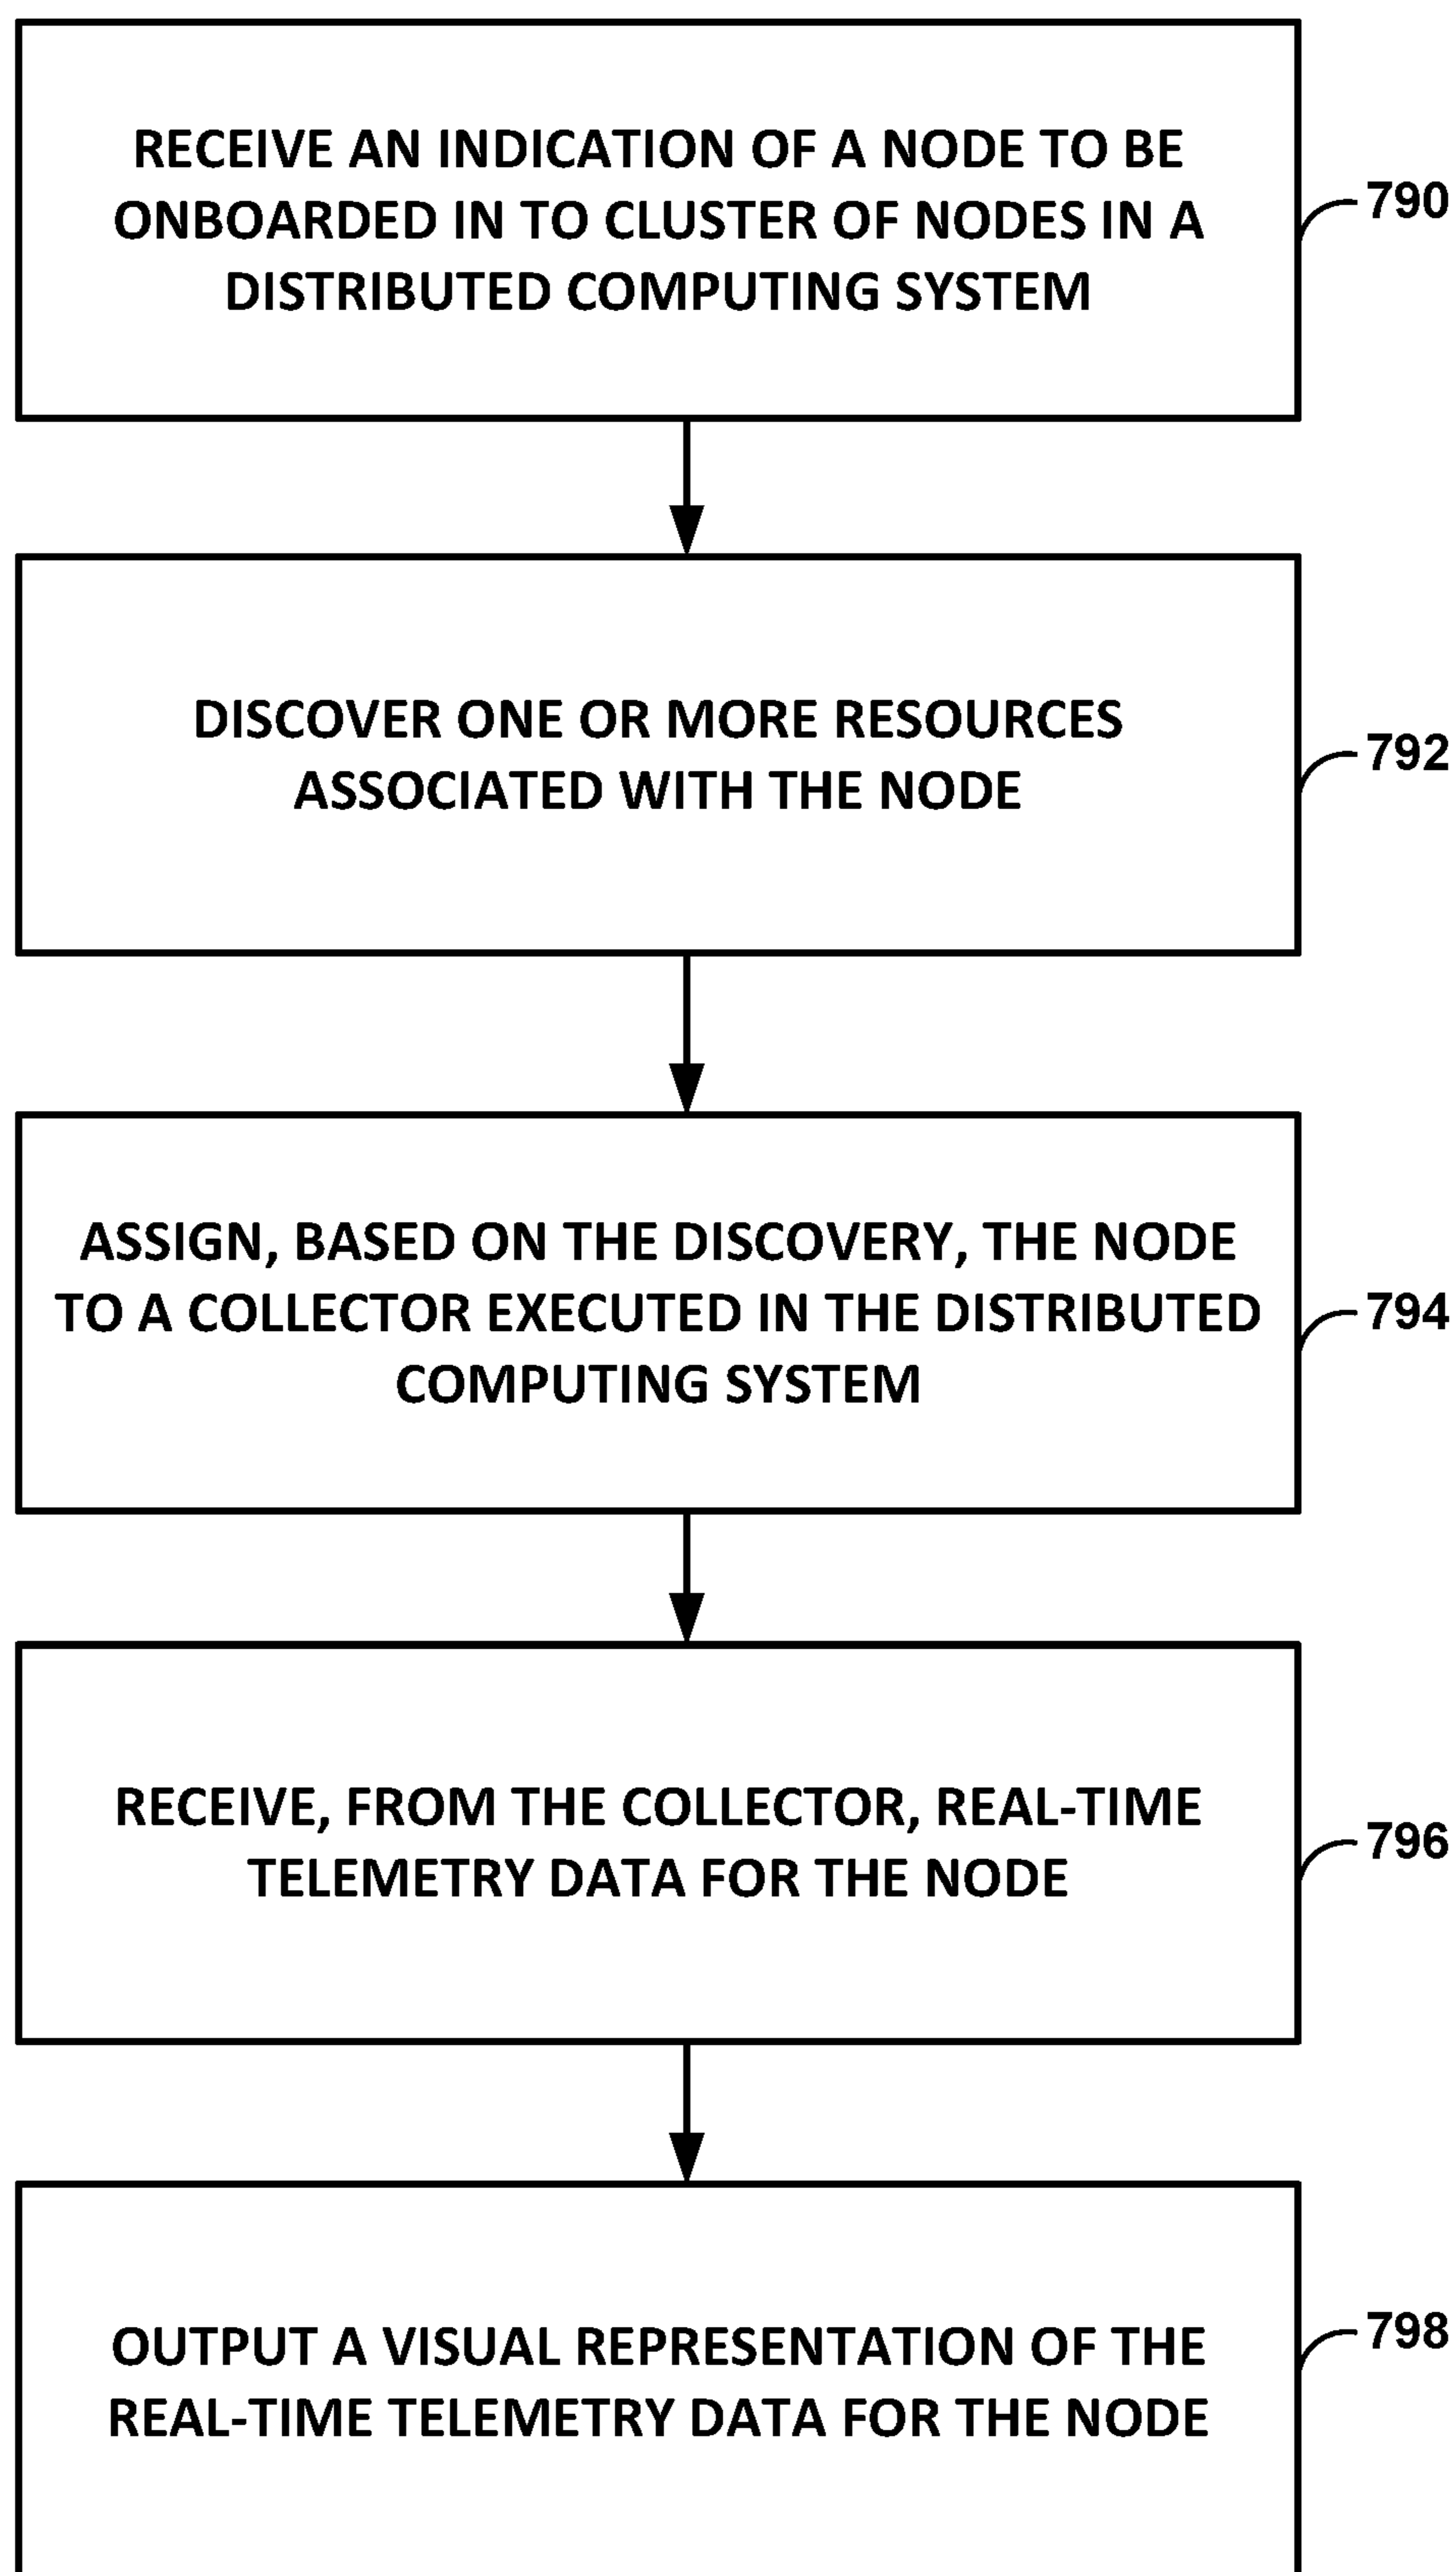 RECEIVE AN INDICATION OF A NODE TO BE
ONBOARDED IN TO CLUSTER OF NODES IN A
DISTRIBUTED COMPUTING SYSTEM
790
DISCOVER ONE OR MORE RESOURCES
ASSOCIATED WITH THE NODE
792
ASSIGN, BASED ON THE DISCOVERY, THE NODE
TO A COLLECTOR EXECUTED IN THE DISTRIBUTED
COMPUTING SYSTEM
794
RECEIVE, FROM THE COLLECTOR, REAL-TIME
TELEMETRY DATA FOR THE NODE
796
OUTPUT A VISUAL REPRESENTATION OF THE
REAL-TIME TELEMETRY DATA FOR THE NODE
798